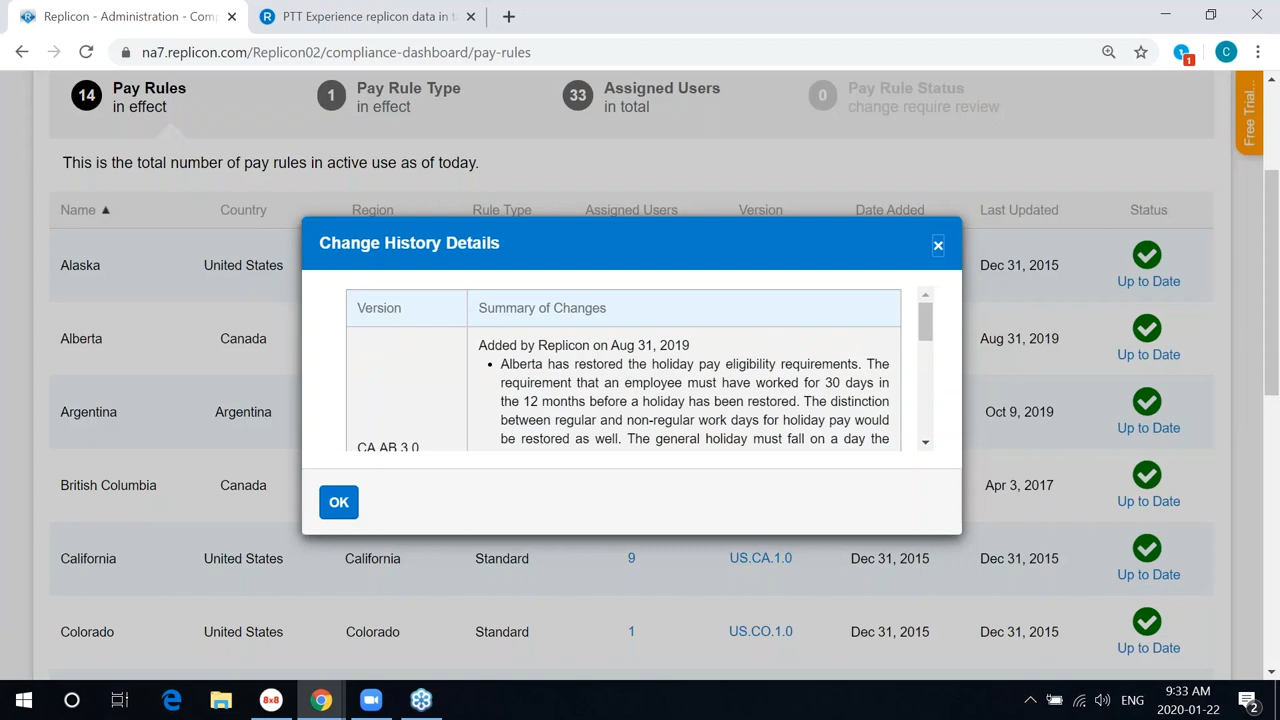 Replicon - Administration - Com
PTT Experience replicon data in t
na7.replicon.com/Replicon02/compliance-dashboard/pay-rules
C
1
14
Pay Rules
in effect
1
Pay Rule Type
in effect
33
Assigned Users
in total
0
Pay Rule Status
change require review
Free Trial...
This is the total number of pay rules in active use as of today.
Name ▲ Country Region Rule Type Assigned Users Version Date Added Last Updated Status
Change History Details
Version Summary of Changes
Added by Replicon on Aug 31, 2019
• Alberta has restored the holiday pay eligibility requirements. The
requirement that an employee must have worked for 30 days in
the 12 months before a holiday has been restored. The distinction
between regular and non-regular work days for holiday pay would
be restored as well. The general holiday must fall on a day the
CA.AB.3.0
OK
Alaska United States Dec 31, 2015 Up to Date
Alberta Canada Aug 31, 2019 Up to Date
Argentina Argentina Oct 9, 2019 Up to Date
British Columbia Canada Apr 3, 2017 Up to Date
California United States California Standard 9 US.CA.1.0 Dec 31, 2015 Dec 31, 2015 Up to Date
Colorado United States Colorado Standard 1 US.CO.1.0 Dec 31, 2015 Dec 31, 2015 Up to Date
8x8
ENG
9:33 AM
2020-01-22
2